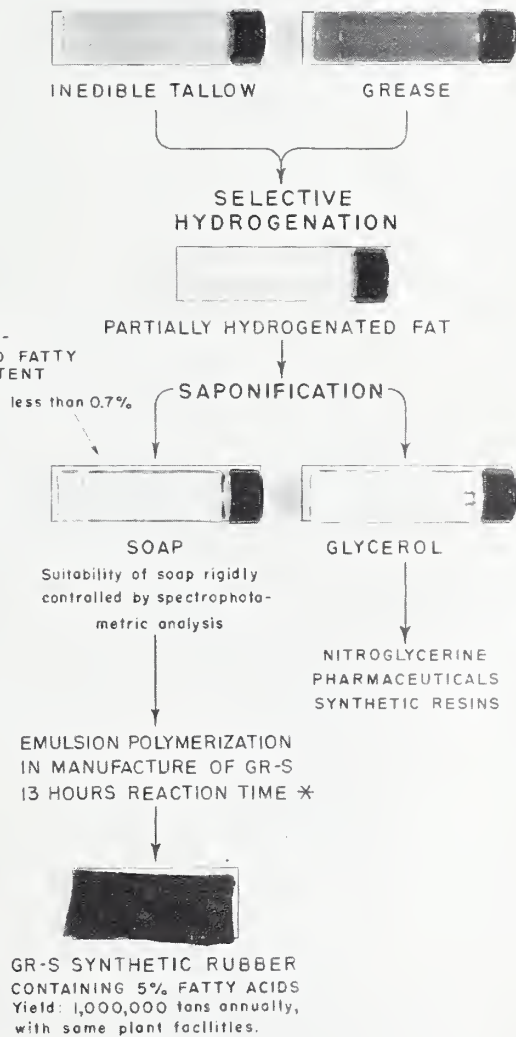 INEDIBLE TALLOW
GREASE
SELECTIVE
HYDROGENATION
PARTIALLY HYDROGENATED FAT
FATTY
less than 0.7%
SAPONIFICATION
SOAP
Suitability of soap rigidly
controlled by spectrophoto-
metric analysis
GLYCEROL
NITROGLYCERINE
PHARMACEUTICALS
SYNTHETIC RESINS
EMULSION POLYMERIZATION
IN MANUFACTURE OF GR-S
13 HOURS REACTION TIME *
GR-S SYNTHETIC RUBBER
CONTAINING 5% FATTY ACIDS
Yield: 1,000,000 tons annually,
with same plant facilities.